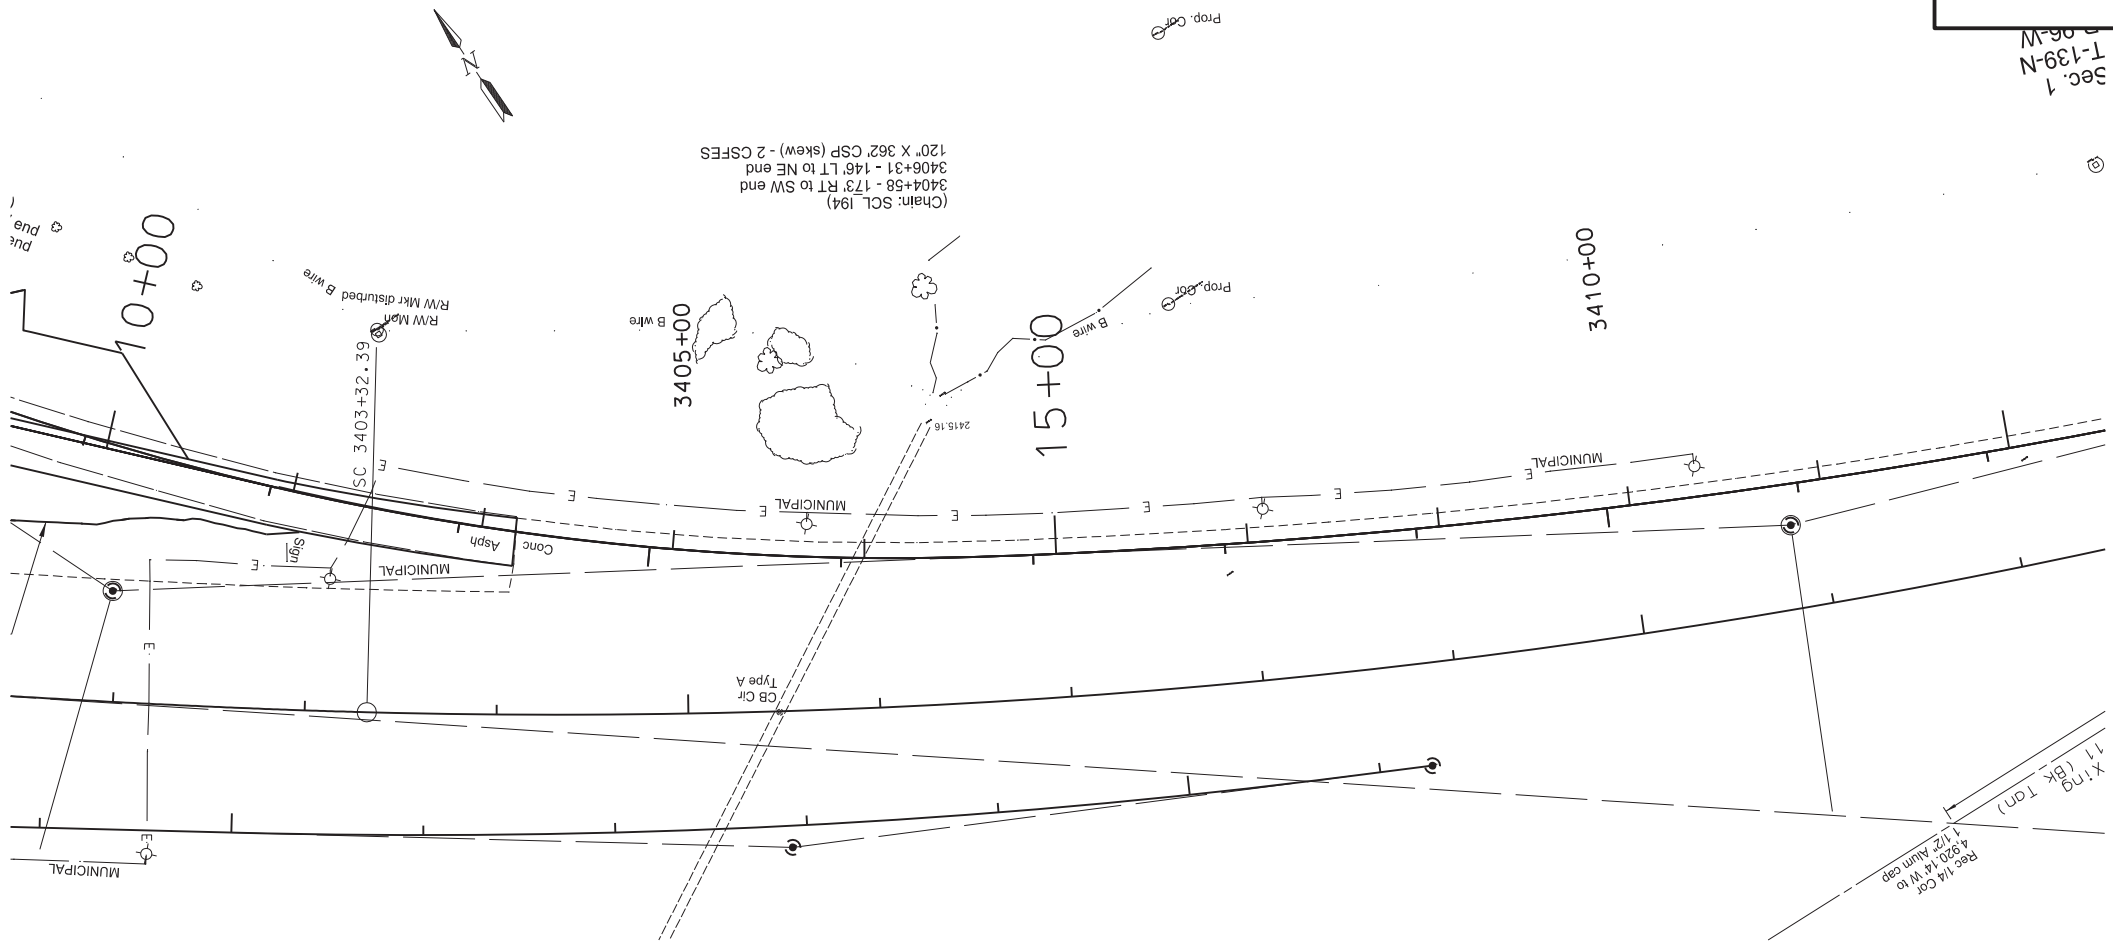 Prop. Cor
Sec. 1
T-139-N
N
(Chain: SCL_I94)
3404+58 - 173' RT to SW end
3406+31 - 146' LT to NE end
120" X 362' CSP (skew) - 2 CSFES
10+00
B wire
R/W Mkr disturbed
R/W Mon
SC 3403+32.39
B wire
3405+00
Prop. Cor
B wire
15+00
2415.16
3410+00
E
E
E
E
E
E
E
MUNICIPAL
MUNICIPAL
Sign
Asph
Conc
E
MUNICIPAL
E
CB Cir
Type A
E
MUNICIPAL
Xing
11 (Bk Tan)
Rec 1/4 Cor
4,920.14' W to
1 1/2" Alum cap